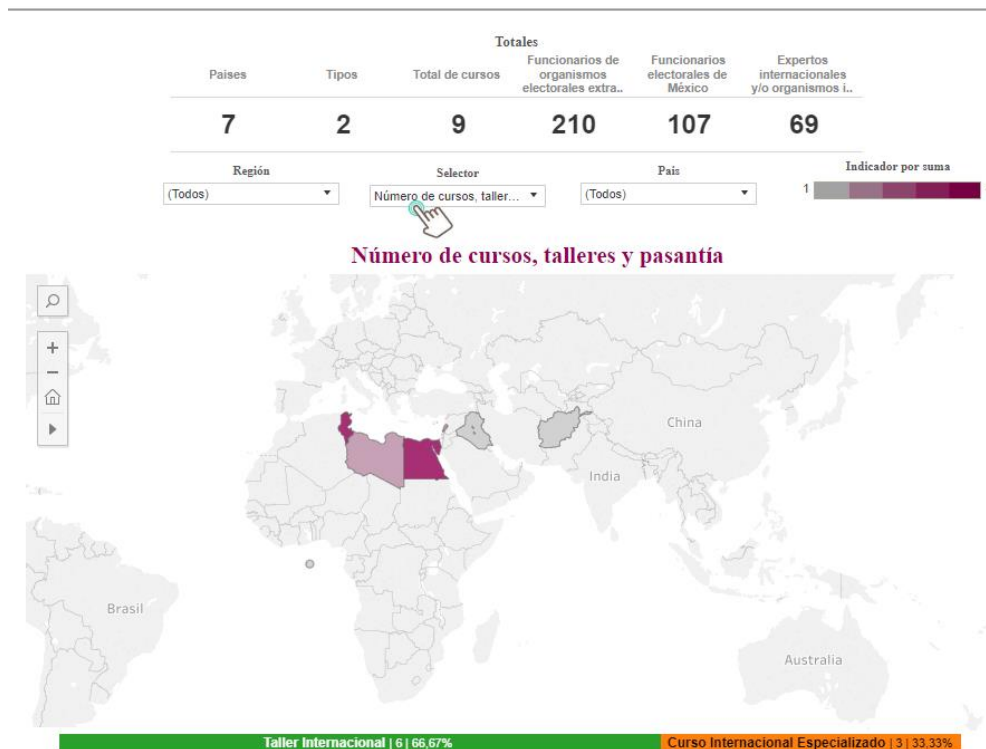 Totales
Países
Tipos
Total de cursos
Funcionarios de
organismos
electorales extra..
Funcionarios
electorales de
México
Expertos
internacionales
y/o organismos i..
7
2
9
210
107
69
Región
(Todos)
Selector
Número de cursos, taller...
País
(Todos)
Indicador por suma
1
Número de cursos, talleres y pasantía
China
India
Brasil
Australia
Taller Internacional | 6 | 66,67%
Curso Internacional Especializado | 3 | 33,33%